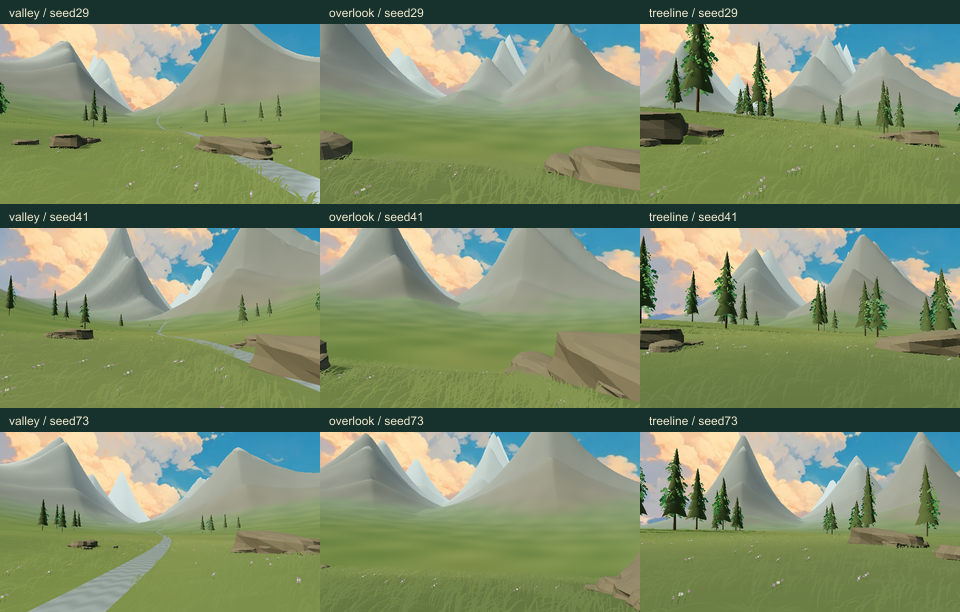 valley / seed29
overlook / seed29
treeline / seed29
valley / seed41
overlook / seed41
treeline / seed41
valley / seed73
overlook / seed73
treeline / seed73